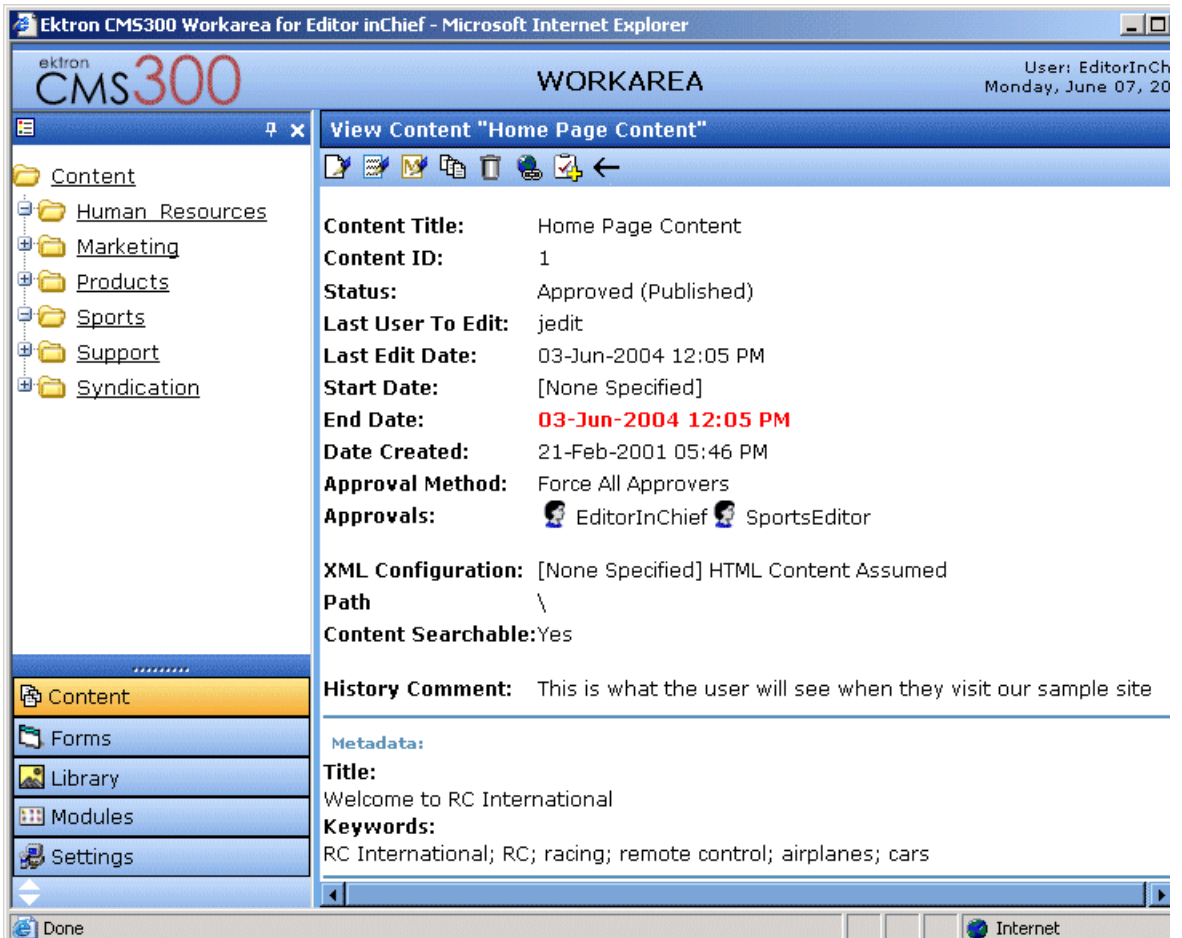 Ektron CMS300 Workarea for Editor inChief - Microsoft Internet Explorer
ektron
CMS300
WORKAREA
User: EditorInCh
Monday, June 07, 20
View Content "Home Page Content"
Content
Human Resources
Marketing
Products
Sports
Support
Syndication
Content
Forms
Library
Modules
Settings
Content Title: Home Page Content
Content ID: 1
Status: Approved (Published)
Last User To Edit: jedit
Last Edit Date: 03-Jun-2004 12:05 PM
Start Date: [None Specified]
End Date: 03-Jun-2004 12:05 PM
Date Created: 21-Feb-2001 05:46 PM
Approval Method: Force All Approvers
Approvals: EditorInChief SportsEditor
XML Configuration: [None Specified] HTML Content Assumed
Path \
Content Searchable: Yes
History Comment: This is what the user will see when they visit our sample site
Metadata:
Title:
Welcome to RC International
Keywords:
RC International; RC; racing; remote control; airplanes; cars
Done
Internet